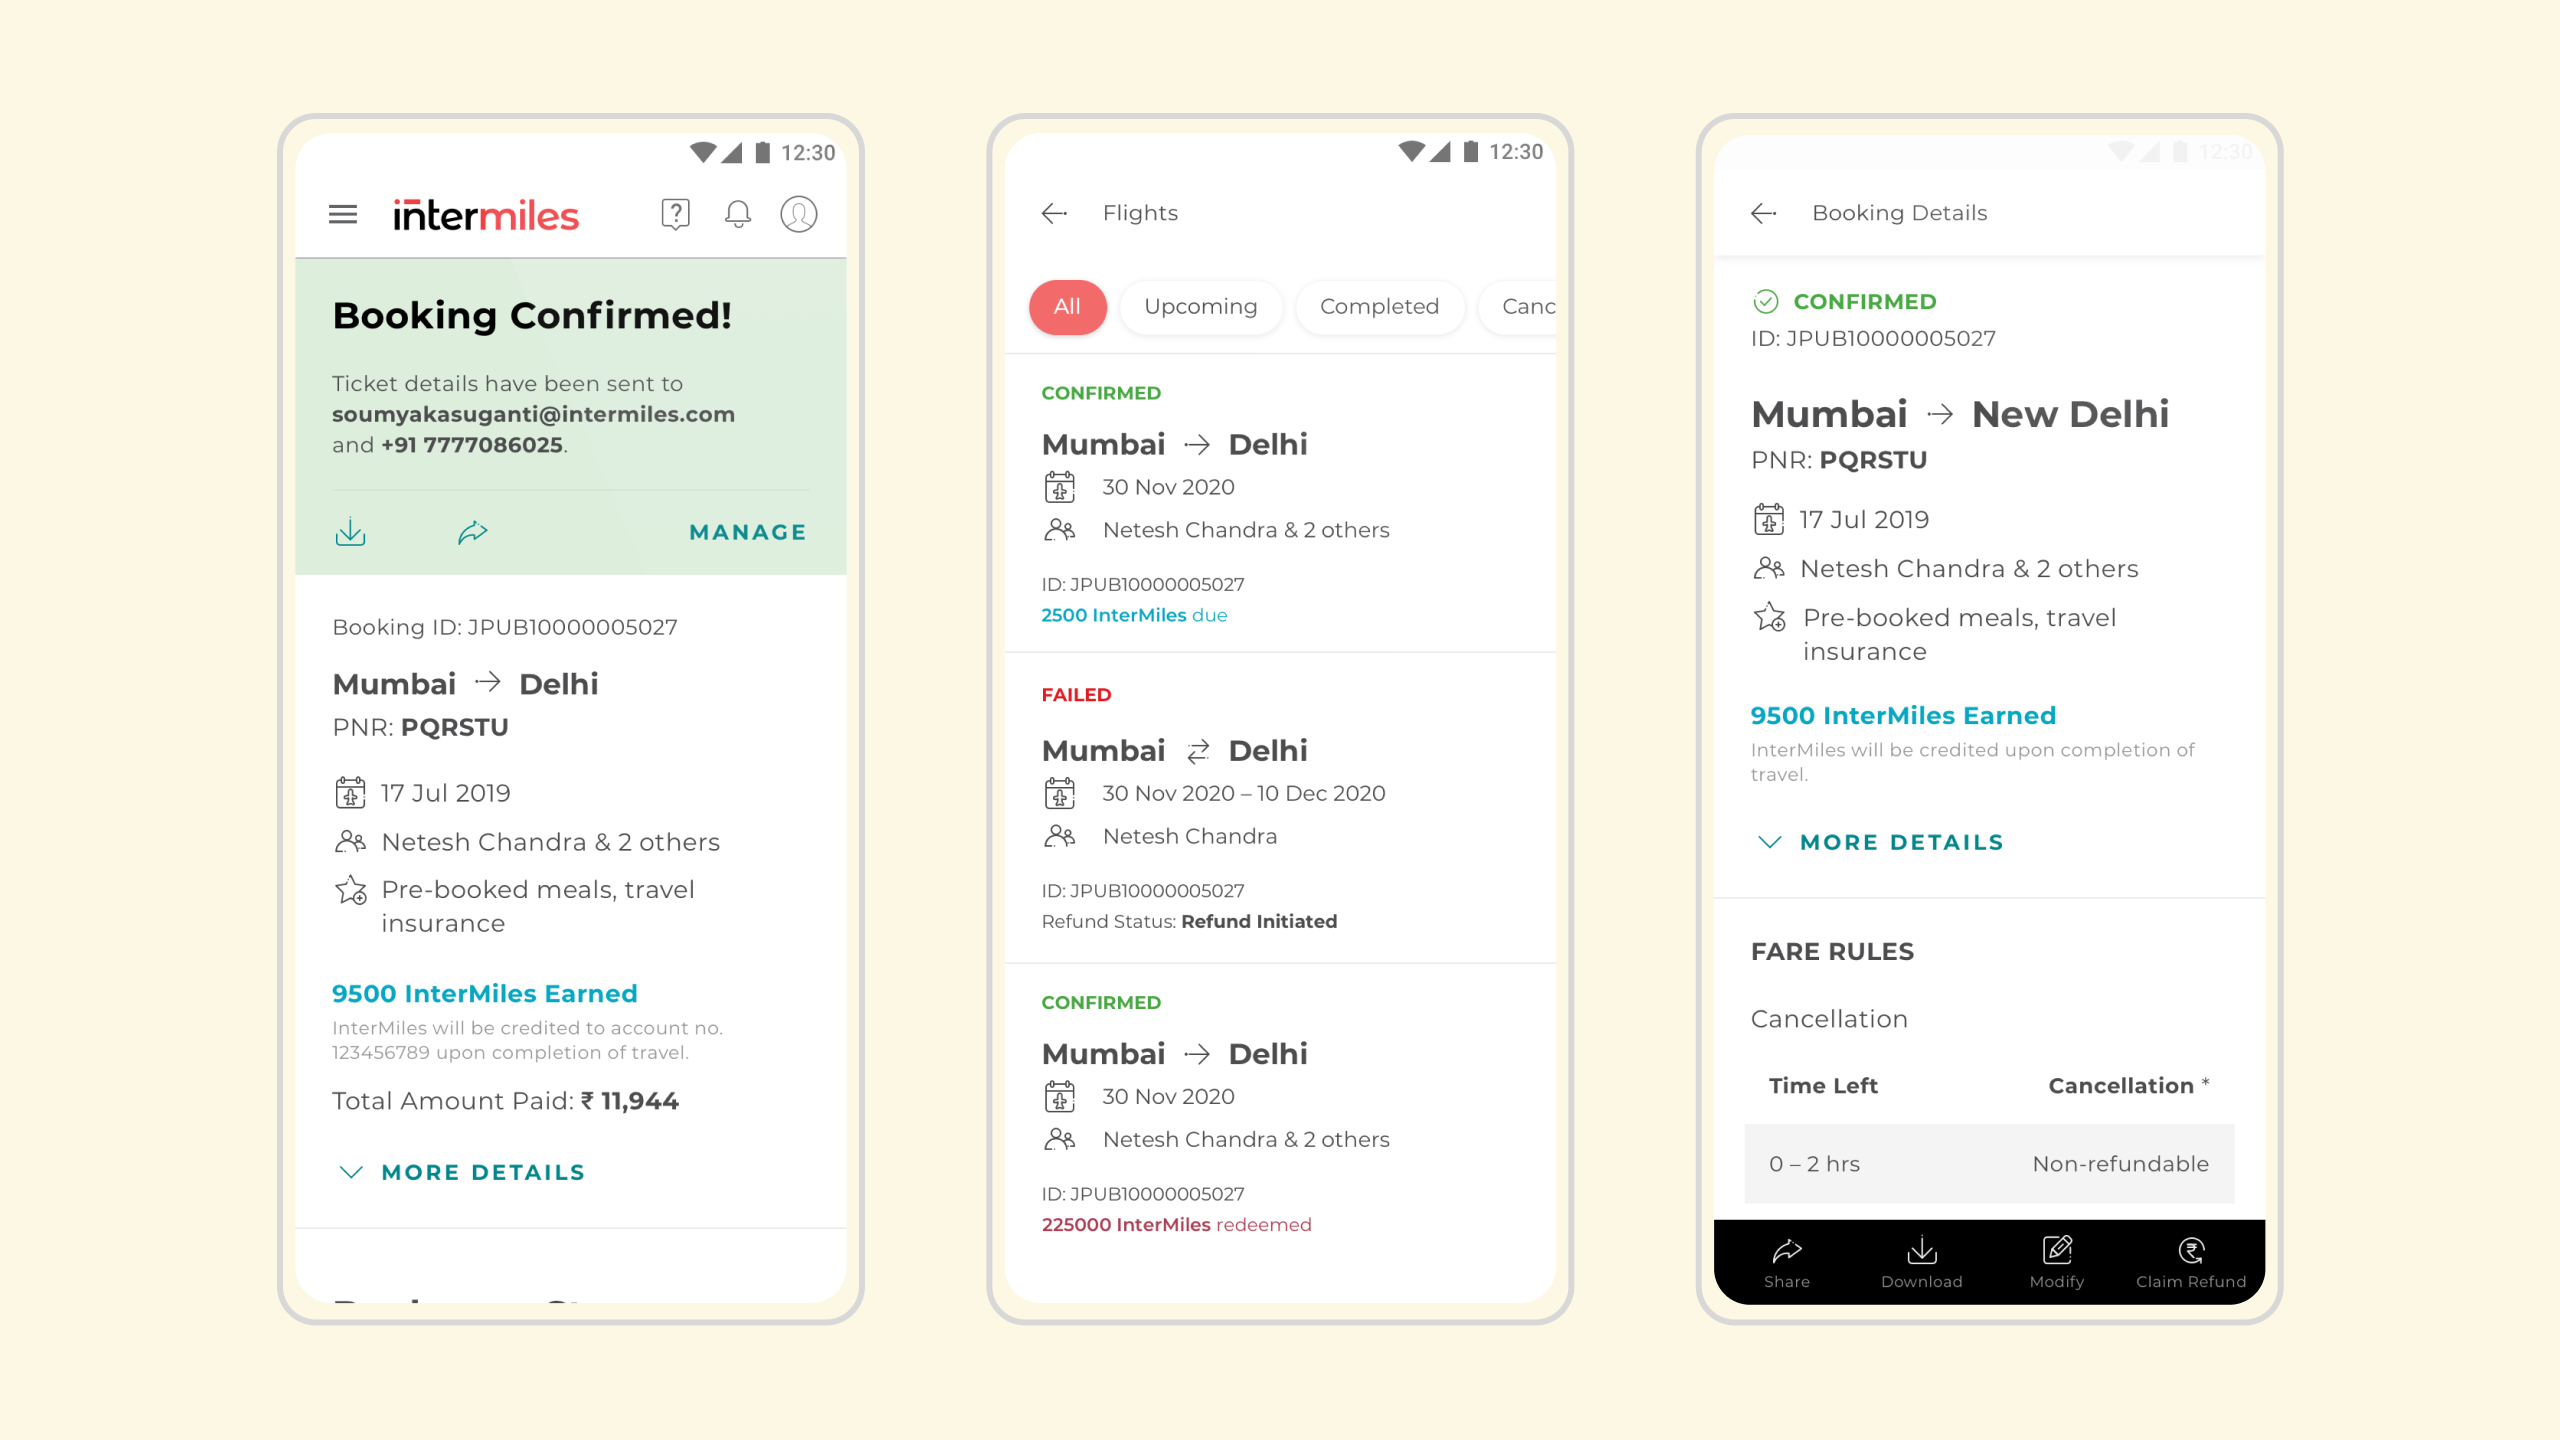 12:30
intermiles
Booking Confirmed!
Ticket details have been sent to
soumyakasuganti@intermiles.com
and +91 7777086025.
MANAGE
Booking ID: JPUB10000005027
Mumbai Delhi
PNR: PQRSTU
17 Jul 2019
Netesh Chandra & 2 others
Pre-booked meals, travel
insurance
9500 InterMiles Earned
InterMiles will be credited to account no.
123456789 upon completion of travel.
Total Amount Paid: ₹ 11,944
MORE DETAILS
12:30
Flights
All Upcoming Completed Canc
CONFIRMED
Mumbai Delhi
30 Nov 2020
Netesh Chandra & 2 others
ID: JPUB10000005027
2500 InterMiles due
FAILED
Mumbai Delhi
30 Nov 2020 – 10 Dec 2020
Netesh Chandra
ID: JPUB10000005027
Refund Status: Refund Initiated
CONFIRMED
Mumbai Delhi
30 Nov 2020
Netesh Chandra & 2 others
ID: JPUB10000005027
225000 InterMiles redeemed
12:30
Booking Details
CONFIRMED
ID: JPUB10000005027
Mumbai New Delhi
PNR: PQRSTU
17 Jul 2019
Netesh Chandra & 2 others
Pre-booked meals, travel
insurance
9500 InterMiles Earned
InterMiles will be credited upon completion of
travel.
MORE DETAILS
FARE RULES
Cancellation
Time Left Cancellation *
0 – 2 hrs Non-refundable
Share Download Modify Claim Refund